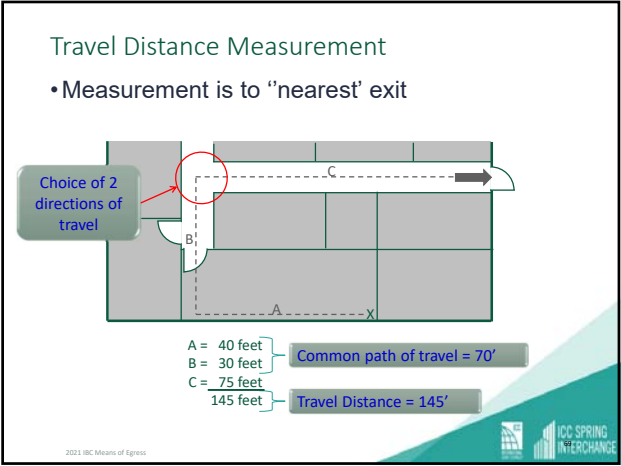 Travel Distance Measurement
•Measurement is to ‘’nearest’ exit
Choice of 2
directions of
travel
C
B
A
X
A = 40 feet
B = 30 feet
C = 75 feet
145 feet
Common path of travel = 70’
Travel Distance = 145’
2021 IBC Means of Egress
ICC SPRING
INTERCHANGE